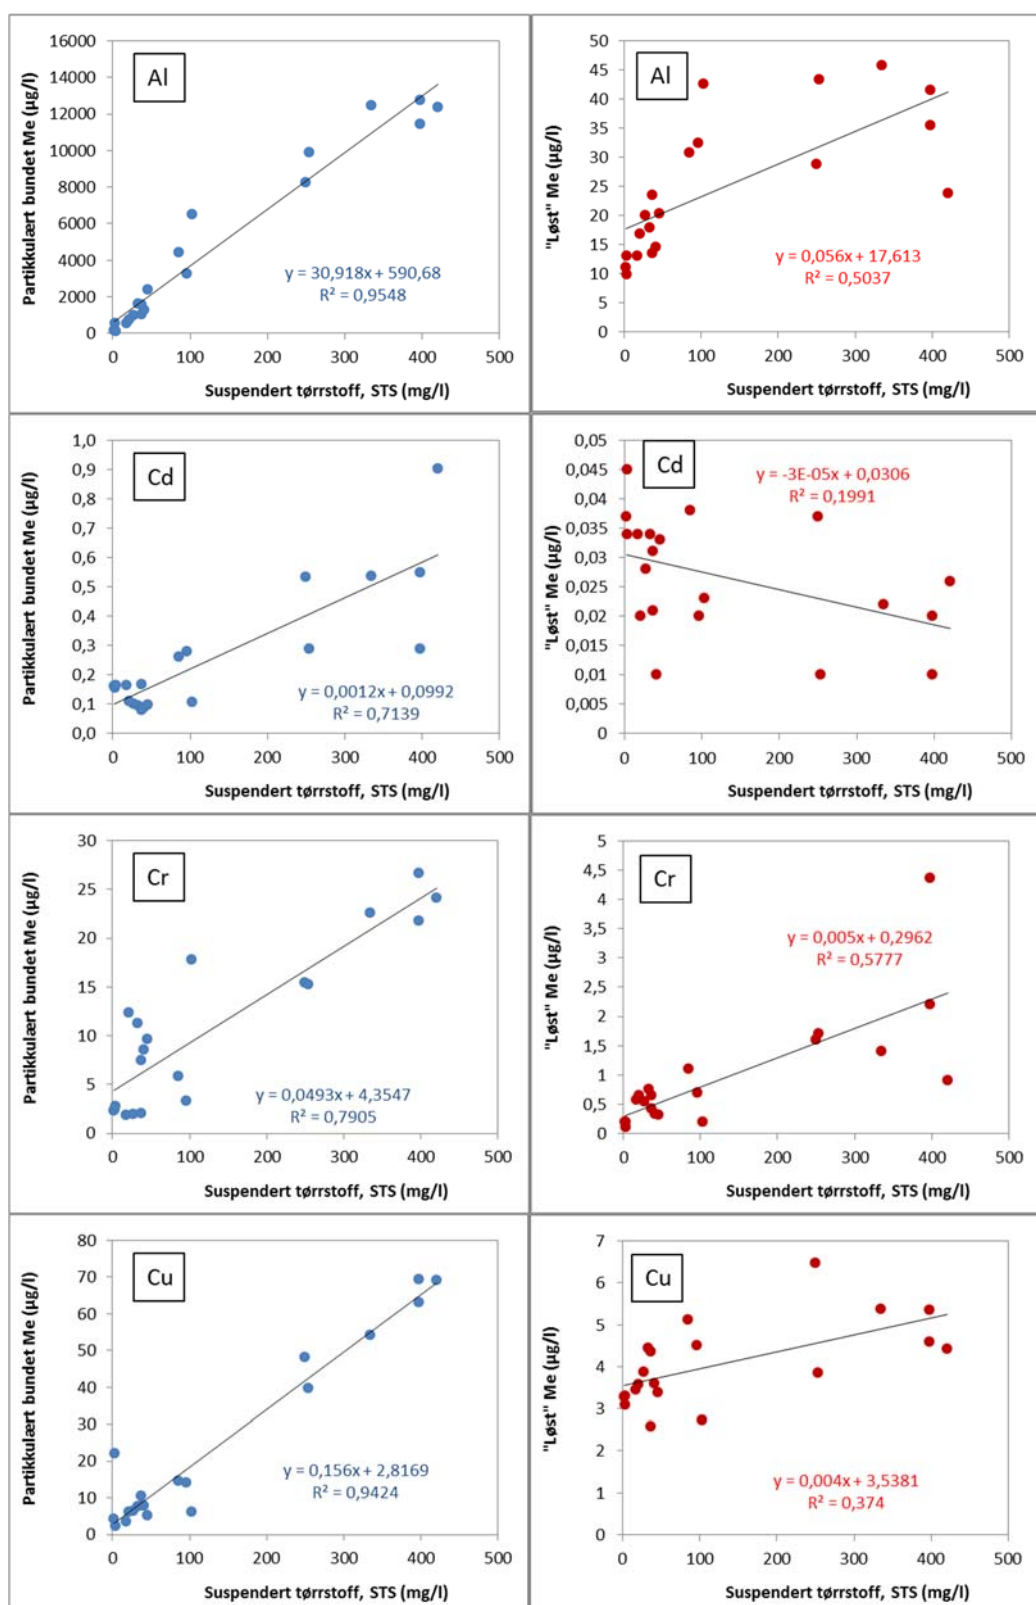 Partikkulært bundet Me (µg/l)
16000
14000
12000
10000
8000
6000
4000
2000
0
Al
y = 30,918x + 590,68
R² = 0,9548
0 100 200 300 400 500
Suspendert tørrstoff, STS (mg/l)
"Løst" Me (µg/l)
50
45
40
35
30
25
20
15
10
5
0
Al
y = 0,056x + 17,613
R² = 0,5037
0 100 200 300 400 500
Suspendert tørrstoff, STS (mg/l)
Partikkulært bundet Me (µg/l)
1,0
0,9
0,8
0,7
0,6
0,5
0,4
0,3
0,2
0,1
0,0
Cd
y = 0,0012x + 0,0992
R² = 0,7139
0 100 200 300 400 500
Suspendert tørrstoff, STS (mg/l)
"Løst" Me (µg/l)
0,05
0,045
0,04
0,035
0,03
0,025
0,02
0,015
0,01
0,005
0
Cd
y = -3E-05x + 0,0306
R² = 0,1991
0 100 200 300 400 500
Suspendert tørrstoff, STS (mg/l)
Partikkulært bundet Me (µg/l)
30
25
20
15
10
5
0
Cr
y = 0,0493x + 4,3547
R² = 0,7905
0 100 200 300 400 500
Suspendert tørrstoff, STS (mg/l)
"Løst" Me (µg/l)
5
4,5
4
3,5
3
2,5
2
1,5
1
0,5
0
Cr
y = 0,005x + 0,2962
R² = 0,5777
0 100 200 300 400 500
Suspendert tørrstoff, STS (mg/l)
Partikkulært bundet Me (µg/l)
80
70
60
50
40
30
20
10
0
Cu
y = 0,156x + 2,8169
R² = 0,9424
0 100 200 300 400 500
Suspendert tørrstoff, STS (mg/l)
"Løst" Me (µg/l)
7
6
5
4
3
2
1
0
Cu
y = 0,004x + 3,5381
R² = 0,374
0 100 200 300 400 500
Suspendert tørrstoff, STS (mg/l)